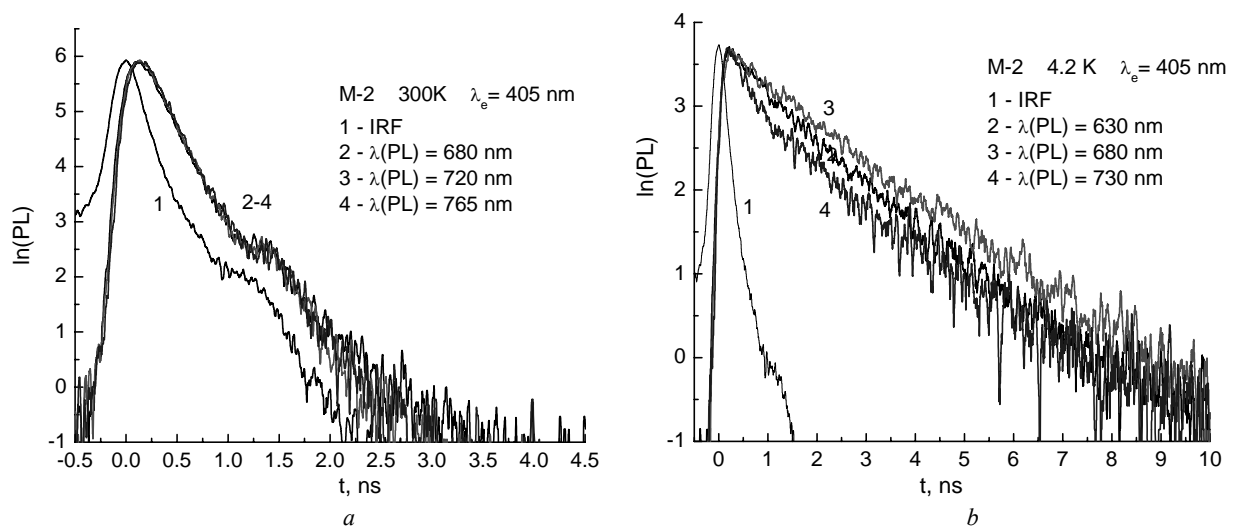 6
5
4
3
2
1
0
-1
ln(PL)
M-2 300K λe= 405 nm
1 - IRF
2 - λ(PL) = 680 nm
3 - λ(PL) = 720 nm
4 - λ(PL) = 765 nm
1
2-4
-0.5 0.0 0.5 1.0 1.5 2.0 2.5 3.0 3.5 4.0 4.5
t, ns
a
4
3
2
1
0
-1
ln(PL)
M-2 4.2 K λe= 405 nm
1 - IRF
2 - λ(PL) = 630 nm
3 - λ(PL) = 680 nm
4 - λ(PL) = 730 nm
3
2
1
4
0 1 2 3 4 5 6 7 8 9 10
t, ns
b